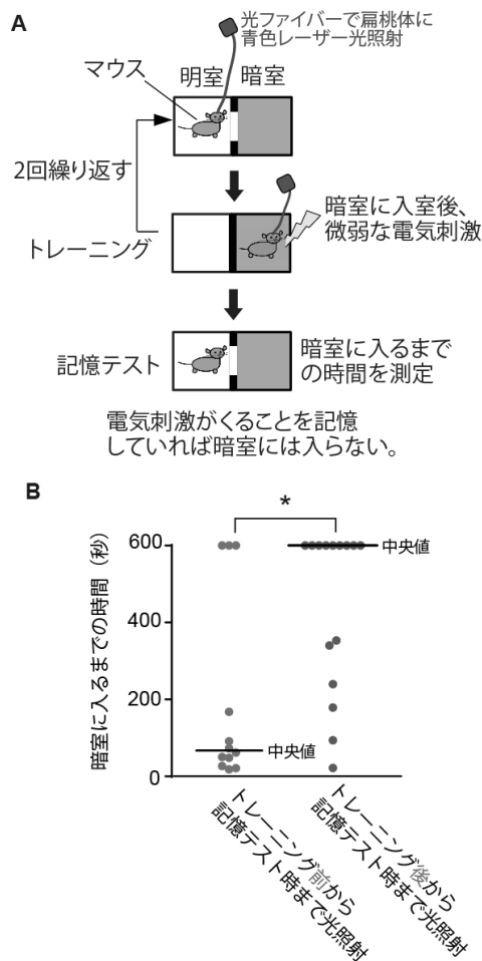 A
光ファイバーで扁桃体に
青色レーザー光照射
マウス
明室 暗室
2回繰り返す
トレーニング
暗室に入室後、
微弱な電気刺激
記憶テスト
暗室に入るまで
の時間を測定
電気刺激がくることを記憶
していれば暗室には入らない。
B
*
暗室に入るまでの時間（秒）
600
400
200
0
中央値
中央値
トレーニング前から
記憶テスト時まで光照射
トレーニング後から
記憶テスト時まで光照射